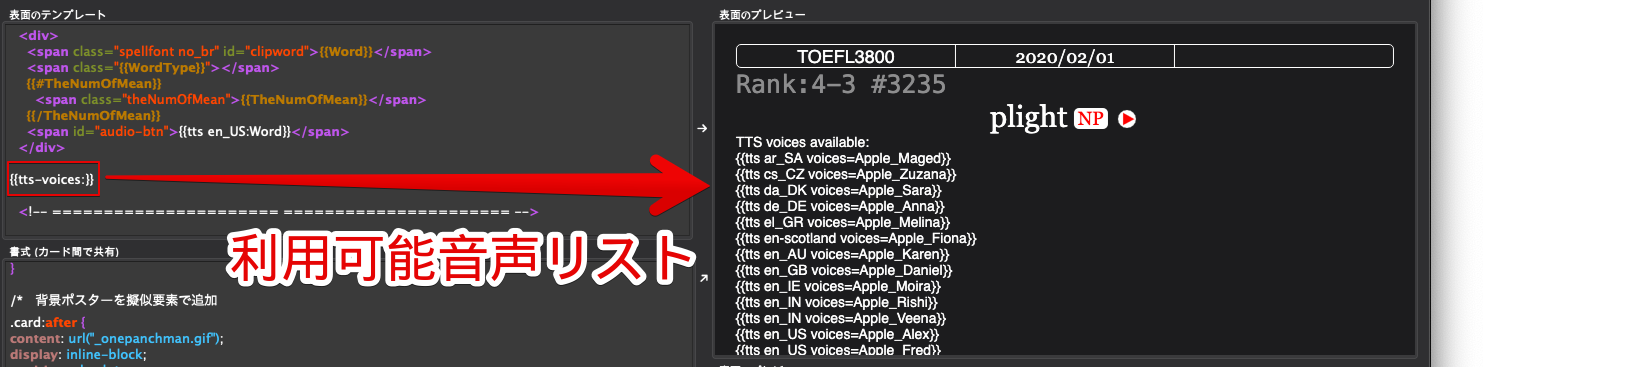 表面のテンプレート
<div>
<span class="spellfont no_br" id="clipword">{{Word}}</span>
<span class="{{WordType}}"></span>
{{#TheNumOfMean}}
<span class="theNumOfMean">{{TheNumOfMean}}</span>
{{/TheNumOfMean}}
<span id="audio-btn">{{tts en_US:Word}}</span>
</div>
{{tts-voices:}}
<!-- ====================== ====================== -->
書式 (カード間で共有)
}
/* 背景ポスターを擬似要素で追加
.card:after {
content: url("_onepanchman.gif");
display: inline-block;
利用可能音声リスト
表面のプレビュー
TOEFL3800
2020/02/01
Rank:4-3 #3235
plight NP
TTS voices available:
{{tts ar_SA voices=Apple_Maged}}
{{tts cs_CZ voices=Apple_Zuzana}}
{{tts da_DK voices=Apple_Sara}}
{{tts de_DE voices=Apple_Anna}}
{{tts el_GR voices=Apple_Melina}}
{{tts en-scotland voices=Apple_Fiona}}
{{tts en_AU voices=Apple_Karen}}
{{tts en_GB voices=Apple_Daniel}}
{{tts en_IE voices=Apple_Moira}}
{{tts en_IN voices=Apple_Rishi}}
{{tts en_IN voices=Apple_Veena}}
{{tts en_US voices=Apple_Alex}}
{{tts en_US voices=Apple_Fred}}